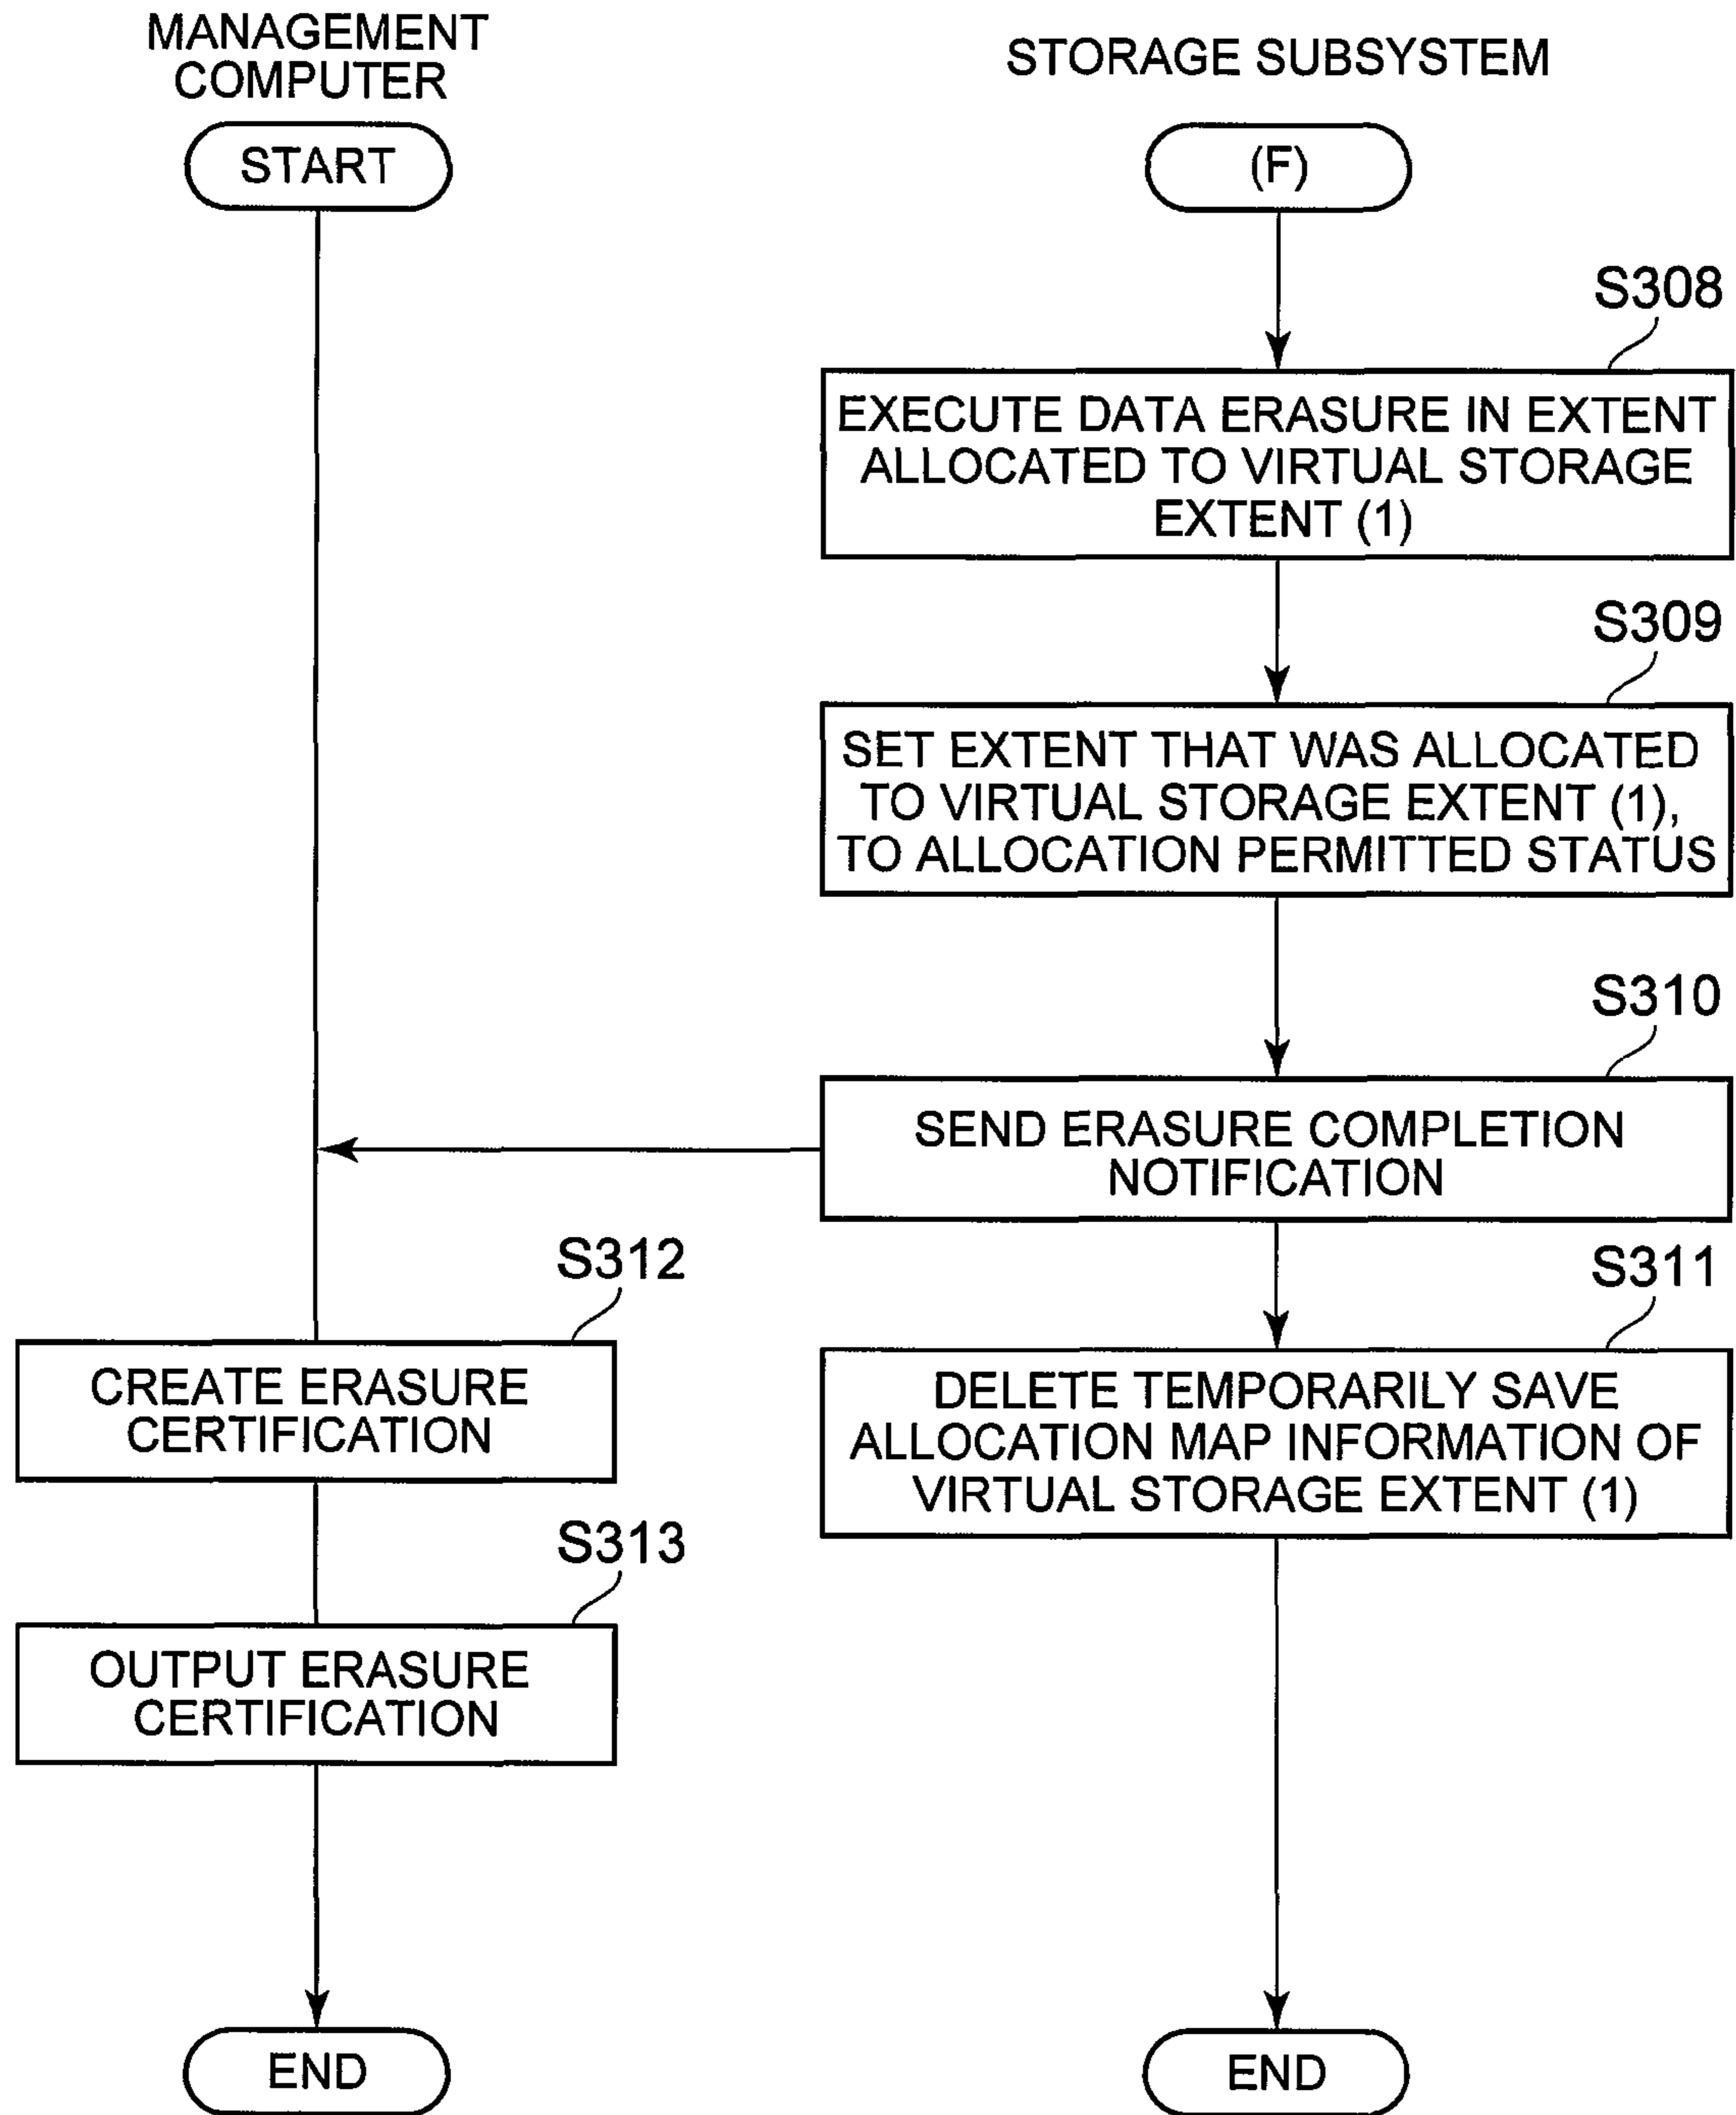 MANAGEMENT
COMPUTER
START
STORAGE SUBSYSTEM
(F)
S308
EXECUTE DATA ERASURE IN EXTENT
ALLOCATED TO VIRTUAL STORAGE
EXTENT (1)
S309
SET EXTENT THAT WAS ALLOCATED
TO VIRTUAL STORAGE EXTENT (1),
TO ALLOCATION PERMITTED STATUS
S310
SEND ERASURE COMPLETION
NOTIFICATION
S312
CREATE ERASURE
CERTIFICATION
S311
DELETE TEMPORARILY SAVE
ALLOCATION MAP INFORMATION OF
VIRTUAL STORAGE EXTENT (1)
S313
OUTPUT ERASURE
CERTIFICATION
END
END